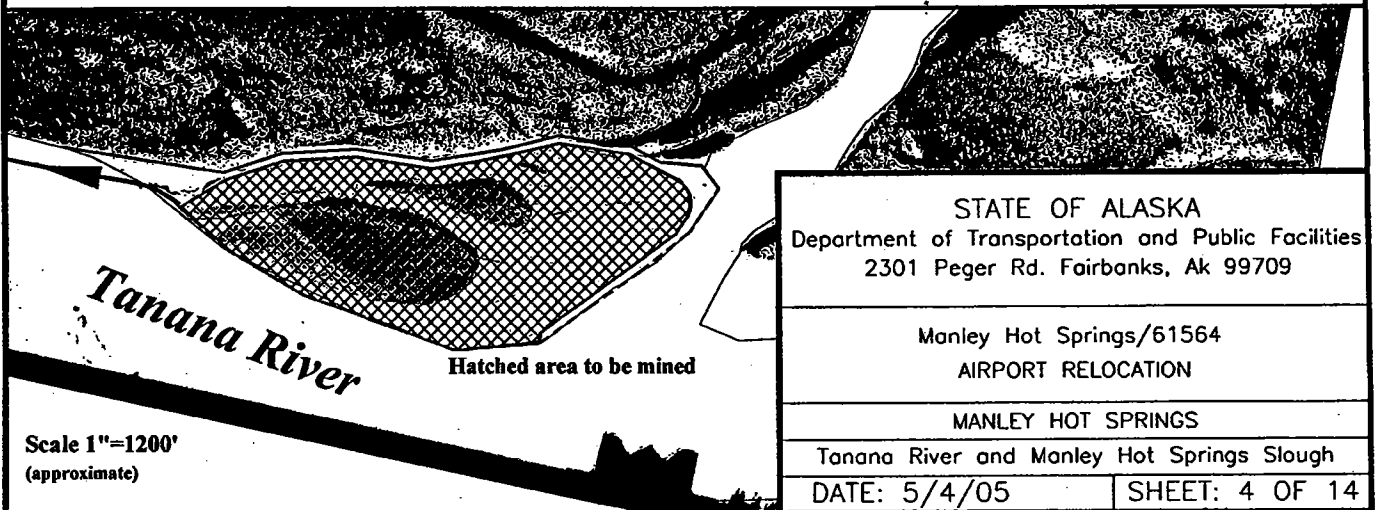 Tanana River
Hatched area to be mined
Scale 1"=1200'
(approximate)
STATE OF ALASKA
Department of Transportation and Public Facilities
2301 Peger Rd. Fairbanks, Ak 99709
Manley Hot Springs/61564
AIRPORT RELOCATION
MANLEY HOT SPRINGS
Tanana River and Manley Hot Springs Slough
DATE: 5/4/05
SHEET: 4 OF 14